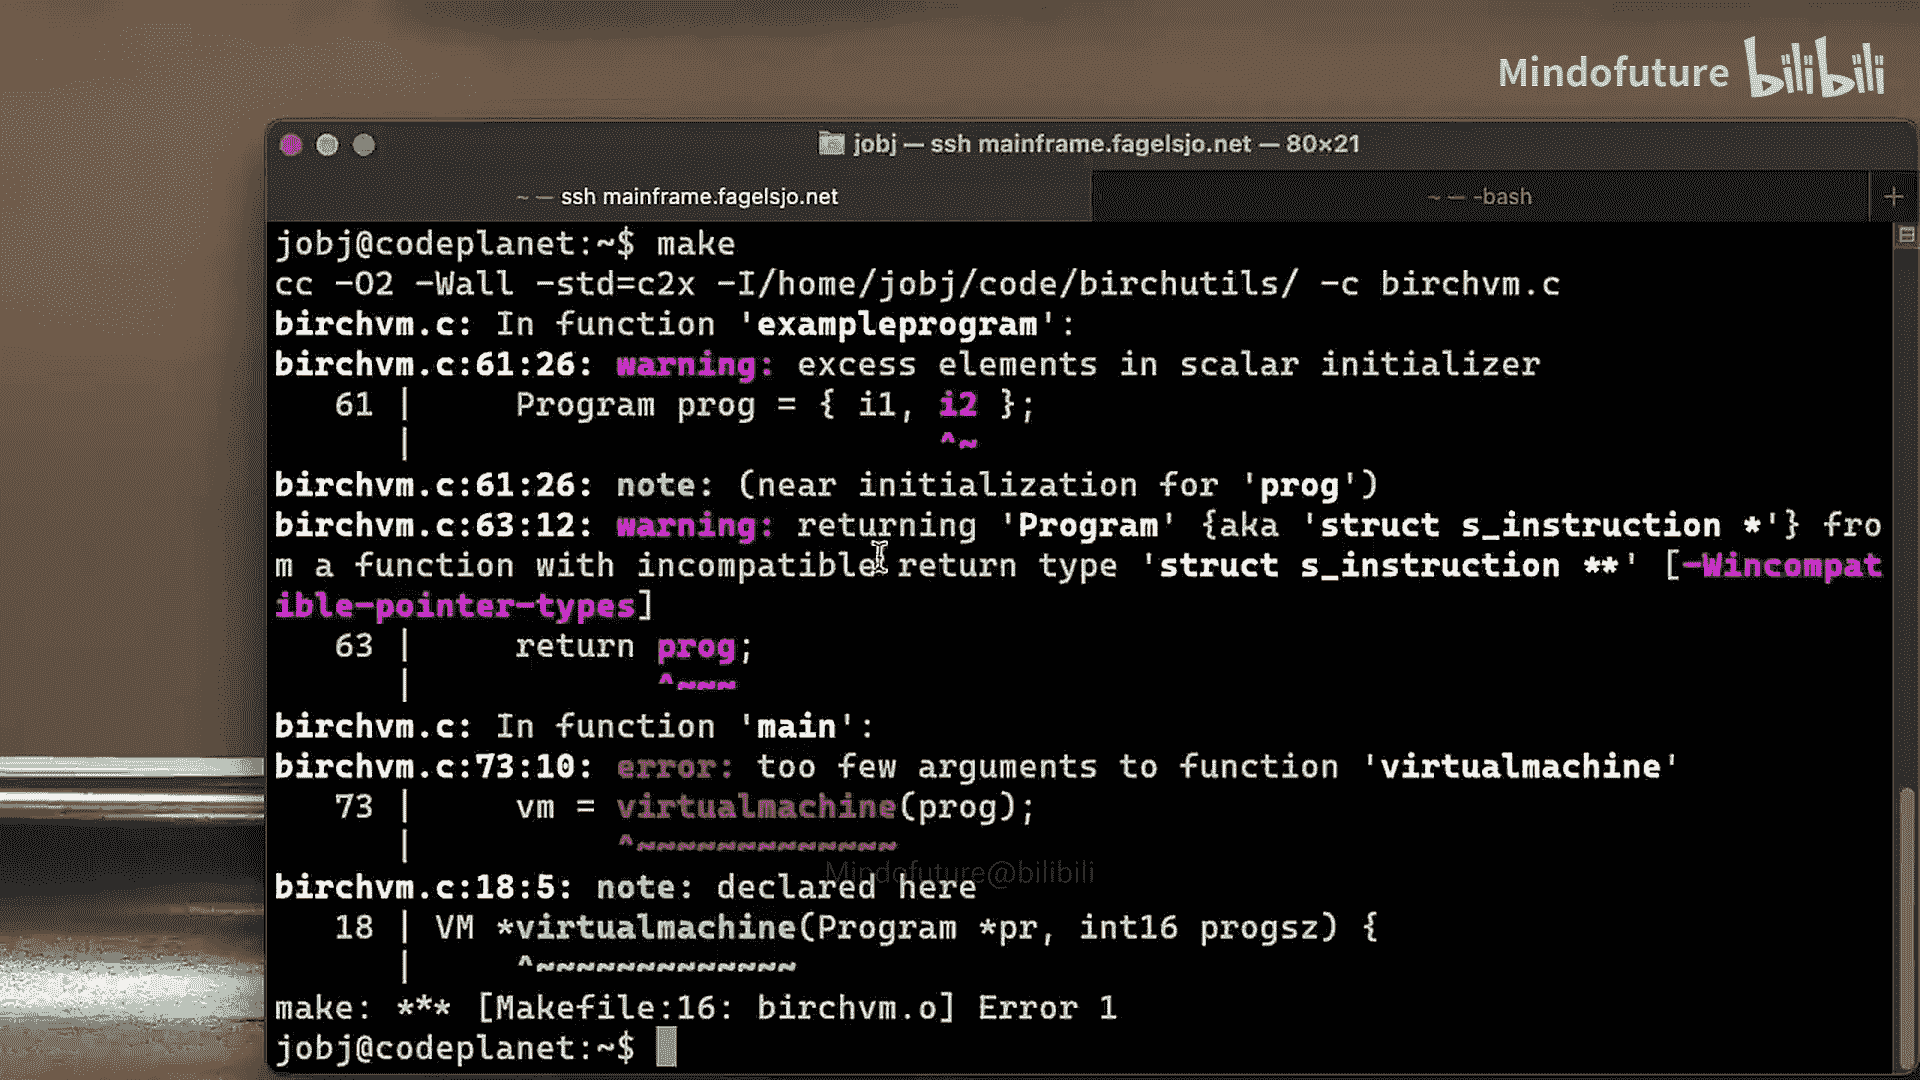 Mindofuture bilibili
jobj — ssh mainframe.fagelsjo.net — 80×21
~ — ssh mainframe.fagelsjo.net
~ — -bash
+
jobj@codeplanet:~$ make
cc -O2 -Wall -std=c2x -I/home/jobj/code/birchutils/ -c birchvm.c
birchvm.c: In function 'exampleprogram':
birchvm.c:61:26: warning: excess elements in scalar initializer
   61 |     Program prog = { i1, i2 };
      |                          ^~
birchvm.c:61:26: note: (near initialization for 'prog')
birchvm.c:63:12: warning: returning 'Program' {aka 'struct s_instruction *'} fro
m a function with incompatible return type 'struct s_instruction **' [-Wincompat
ible-pointer-types]
   63 |     return prog;
      |            ^~~~
birchvm.c: In function 'main':
birchvm.c:73:10: error: too few arguments to function 'virtualmachine'
   73 |     vm = virtualmachine(prog);
      |          ^~~~~~~~~~~~~~
Mindofuture@bilibili
birchvm.c:18:5: note: declared here
   18 | VM *virtualmachine(Program *pr, int16 progsz) {
      |     ^~~~~~~~~~~~~~
make: *** [Makefile:16: birchvm.o] Error 1
jobj@codeplanet:~$